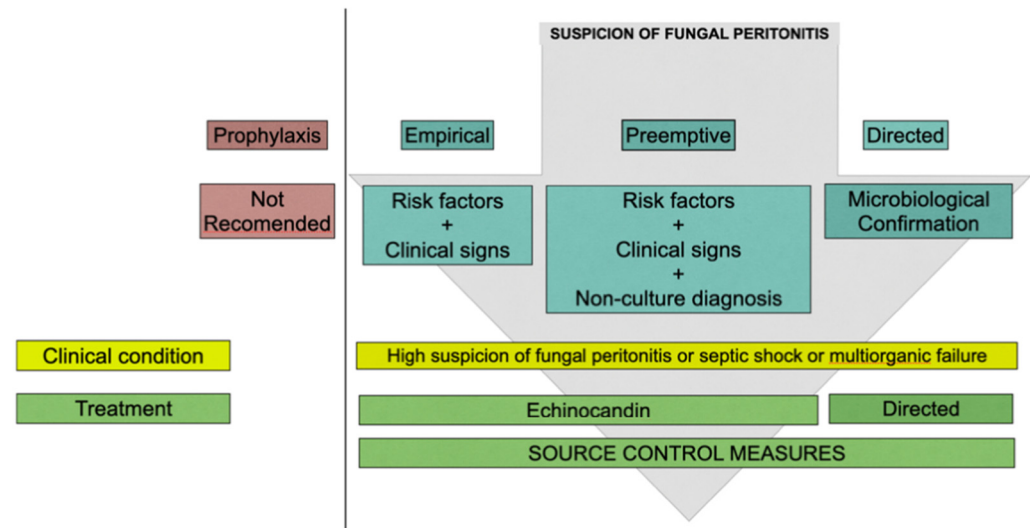 SUSPICION OF FUNGAL PERITONITIS
Prophylaxis
Empirical
Preemptive
Directed
Not
Recomended
Risk factors
+
Clinical signs
Risk factors
+
Clinical signs
+
Non-culture diagnosis
Microbiological
Confirmation
Clinical condition
High suspicion of fungal peritonitis or septic shock or multiorganic failure
Treatment
Echinocandin
Directed
SOURCE CONTROL MEASURES